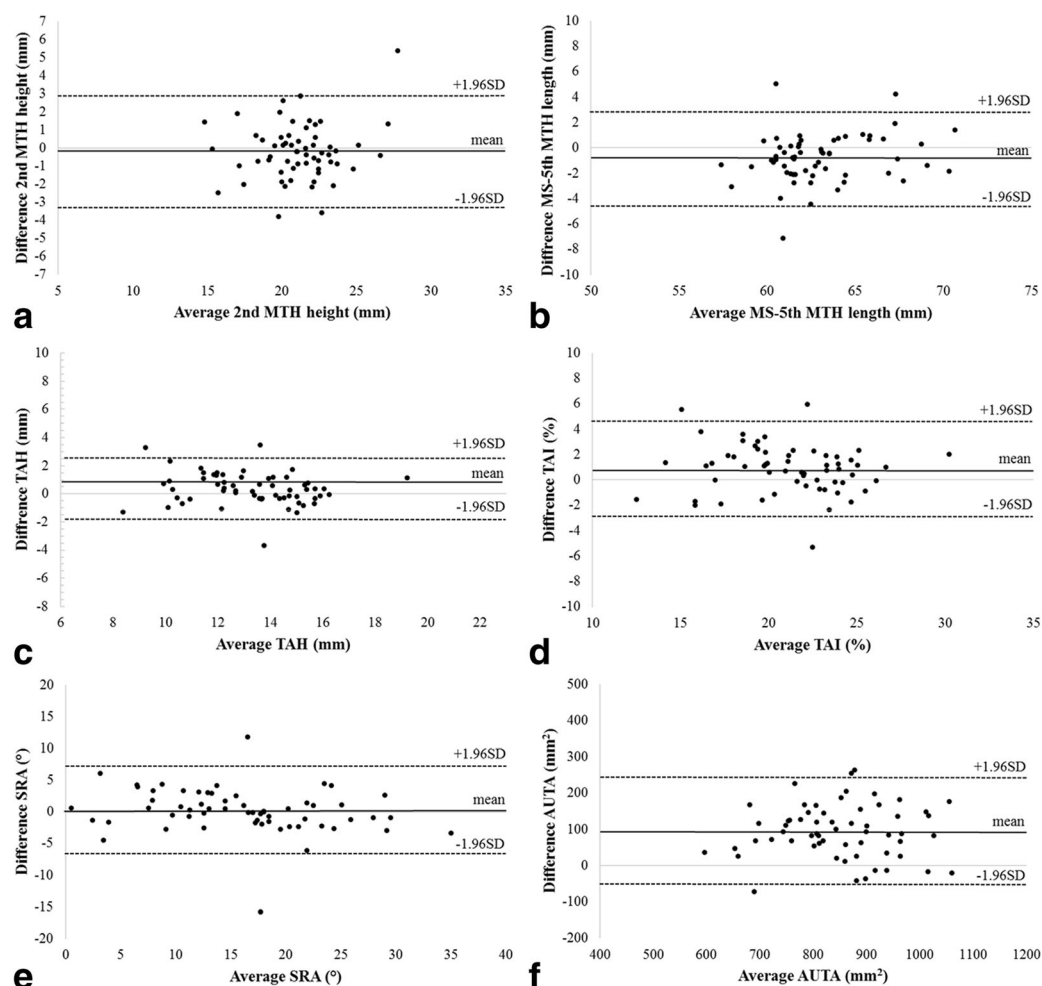 Difference 2nd MTH height (mm)
7
6
5
4
3
2
1
0
-1
-2
-3
-4
-5
-6
-7
+1.96SD
mean
-1.96SD
5 10 15 20 25 30 35
Average 2nd MTH height (mm)
a
Diffrence MS-5th MTH length (mm)
10
8
6
4
2
0
-2
-4
-6
-8
-10
+1.96SD
mean
-1.96SD
50 55 60 65 70 75
Average MS-5th MTH length (mm)
b
Diffrence TAH (mm)
10
8
6
4
2
0
-2
-4
-6
-8
+1.96SD
mean
-1.96SD
6 8 10 12 14 16 18 20 22
Average TAH (mm)
c
Diffrence TAI (%)
10
8
6
4
2
0
-2
-4
-6
-8
-10
+1.96SD
mean
-1.96SD
10 15 20 25 30 35
Average TAI (%)
d
Difference SRA (°)
20
15
10
5
0
-5
-10
-15
-20
+1.96SD
mean
-1.96SD
0 5 10 15 20 25 30 35 40
Average SRA (°)
e
Difference AUTA (mm²)
500
400
300
200
100
0
-100
-200
+1.96SD
mean
-1.96SD
400 500 600 700 800 900 1000 1100 1200
Average AUTA (mm²)
f